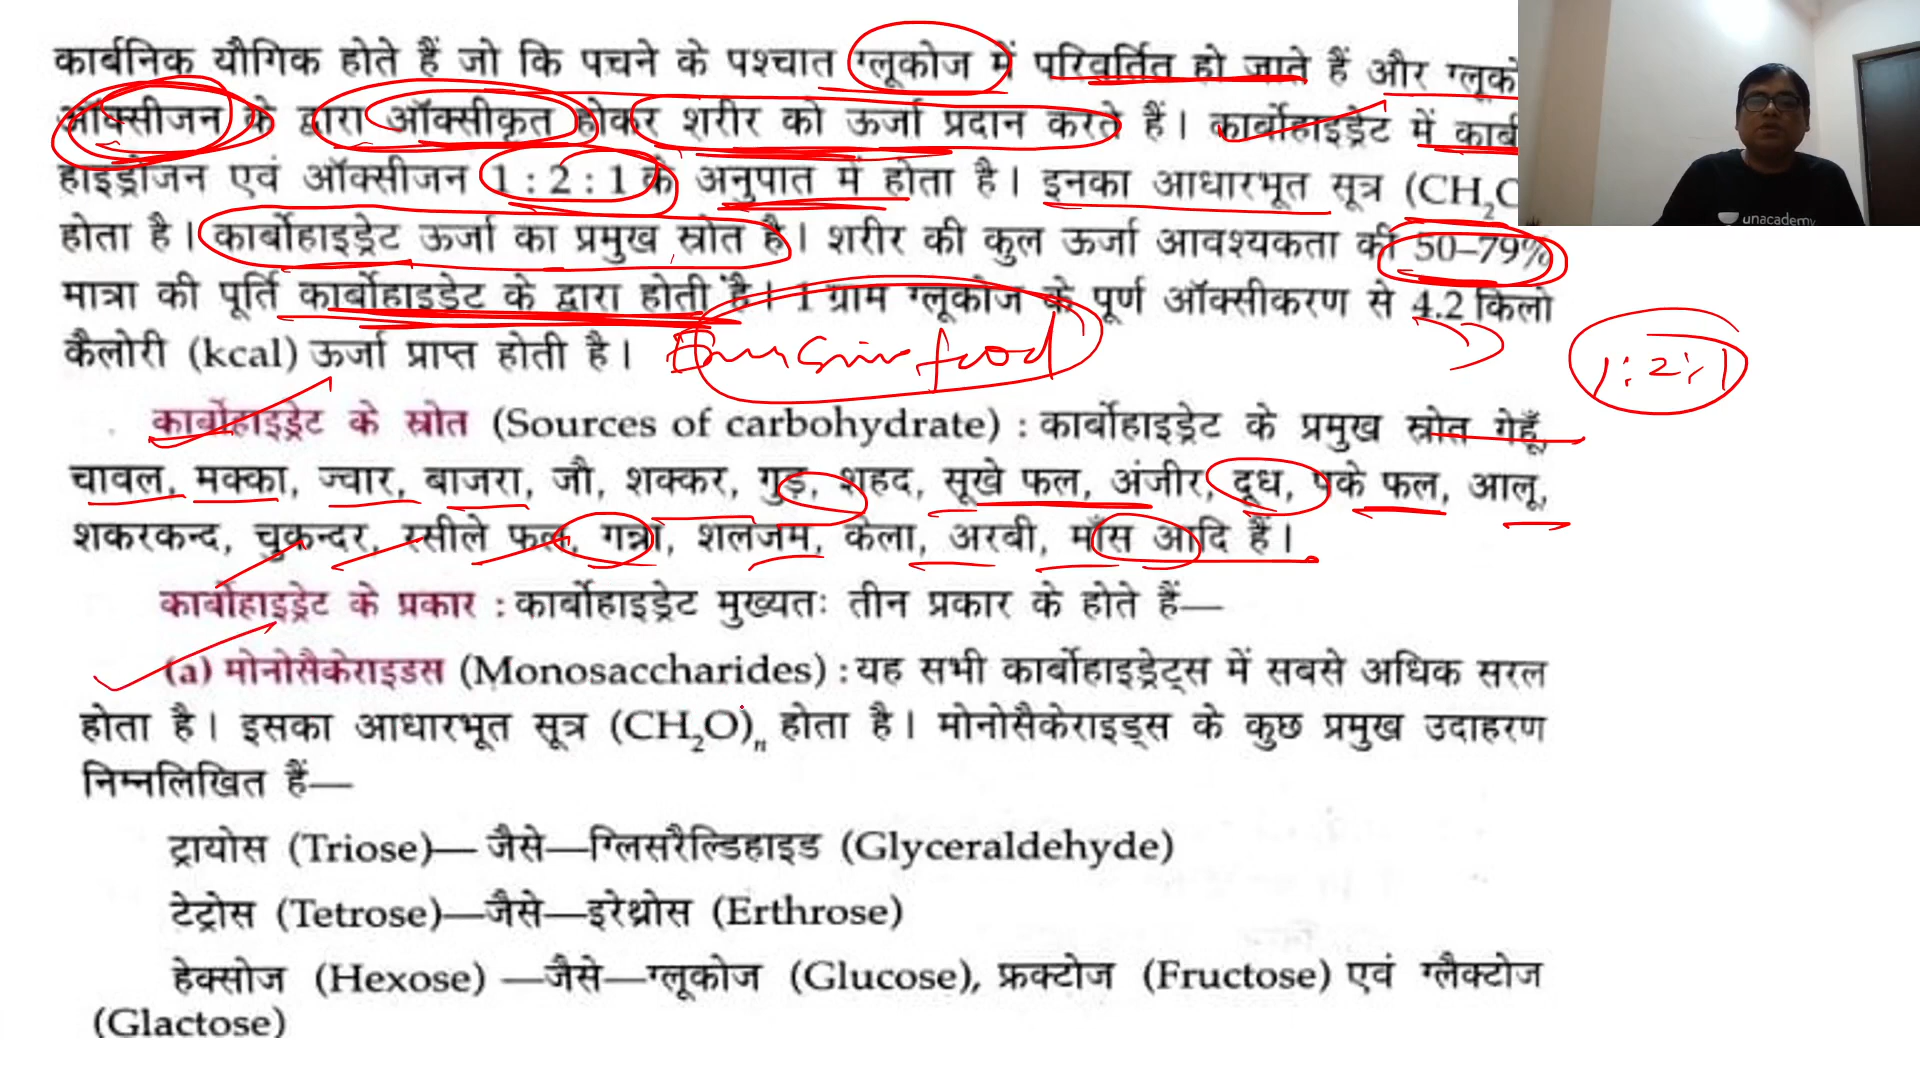 कार्बनिक यौगिक होते हैं जो कि पचने के पश्चात ग्लूकोज में परिवर्तित हो जाते हैं और ग्लूको
ऑक्सीजन के द्वारा ऑक्सीकृत होकर शरीर को ऊर्जा प्रदान करते हैं। कार्बोहाइड्रेट में कार्ब
हाइड्रोजन एवं ऑक्सीजन 1 : 2 : 1 के अनुपात में होता है। इनका आधारभूत सूत्र (CH₂O
होता है। कार्बोहाइड्रेट ऊर्जा का प्रमुख स्रोत है। शरीर की कुल ऊर्जा आवश्यकता की 50–79%
मात्रा की पूर्ति कार्बोहाइडेट के द्वारा होती है। 1 ग्राम ग्लूकोज के पूर्ण ऑक्सीकरण से 4.2 किलो
कैलोरी (kcal) ऊर्जा प्राप्त होती है।
food
1:2:1
कार्बोहाइड्रेट के स्रोत (Sources of carbohydrate) : कार्बोहाइड्रेट के प्रमुख स्रोत गेहूँ,
चावल, मक्का, ज्वार, बाजरा, जौ, शक्कर, गुड़, शहद, सूखे फल, अंजीर, दूध, पके फल, आलू,
शकरकन्द, चुकन्दर, रसीले फल, गन्ना, शलजम, केला, अरबी, माँस आदि हैं।
कार्बोहाइड्रेट के प्रकार : कार्बोहाइड्रेट मुख्यतः तीन प्रकार के होते हैं—
(a) मोनोसैकेराइडस (Monosaccharides) : यह सभी कार्बोहाइड्रेट्स में सबसे अधिक सरल
होता है। इसका आधारभूत सूत्र (CH₂O)ₙ होता है। मोनोसैकेराइड्स के कुछ प्रमुख उदाहरण
निम्नलिखित हैं—
ट्रायोस (Triose)— जैसे—ग्लिसरैल्डिहाइड (Glyceraldehyde)
टेट्रोस (Tetrose)—जैसे—इरेथ्रोस (Erthrose)
हेक्सोज (Hexose) —जैसे—ग्लूकोज (Glucose), फ्रक्टोज (Fructose) एवं ग्लैक्टोज
(Glactose)
unacademy